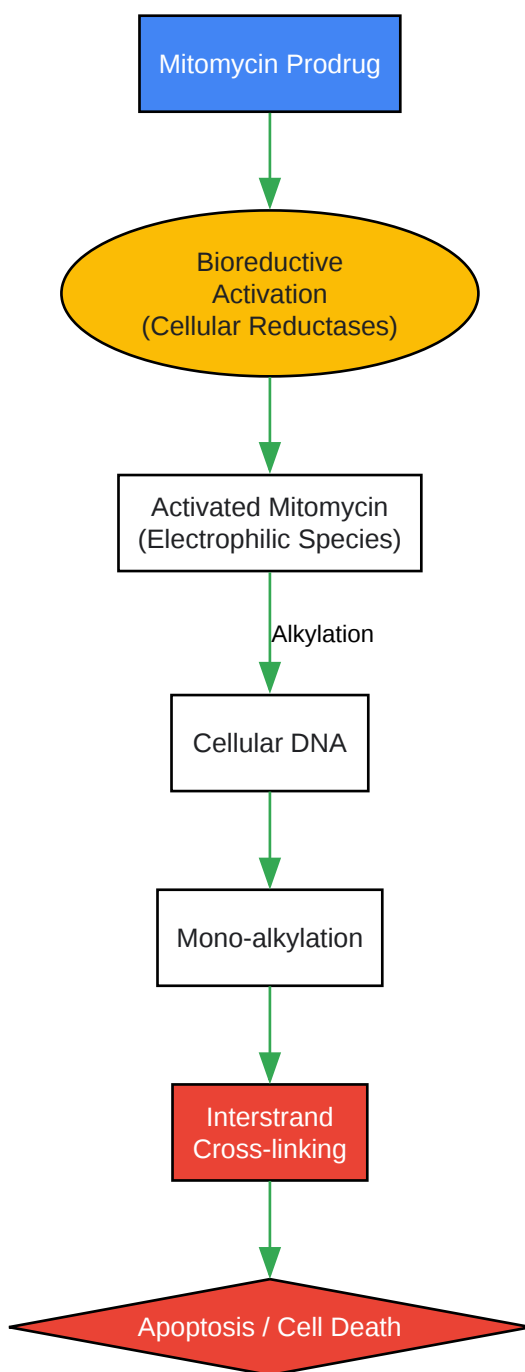 Mitomycin Prodrug
Bioreductive
Activation
(Cellular Reductases)
Activated Mitomycin
(Electrophilic Species)
Alkylation
Cellular DNA
Mono-alkylation
Interstrand
Cross-linking
Apoptosis / Cell Death